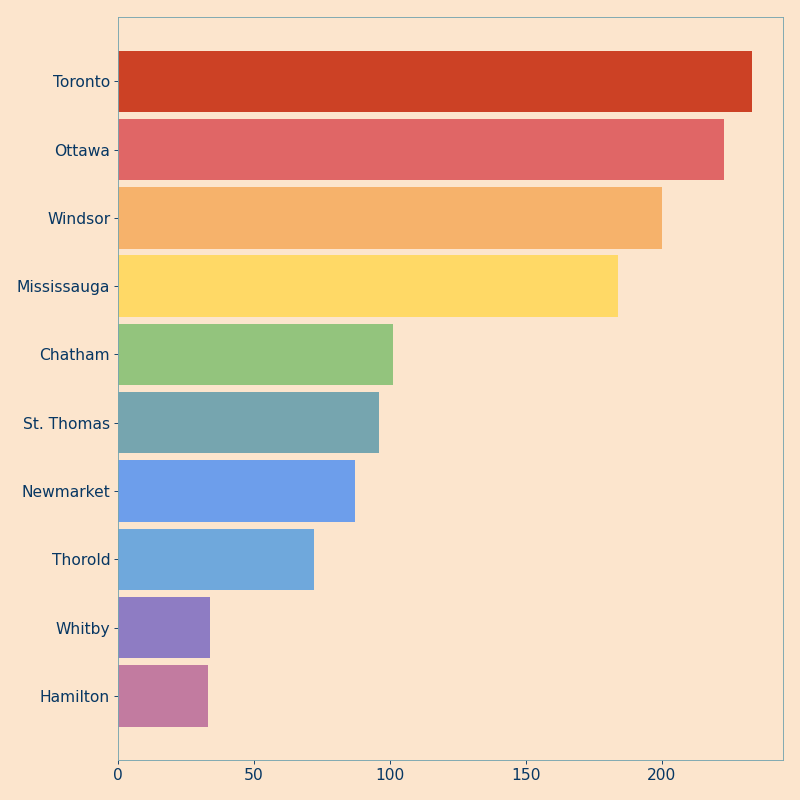 Toronto
Ottawa
Windsor
Mississauga
Chatham
St. Thomas
Newmarket
Thorold
Whitby
Hamilton
0 50 100 150 200